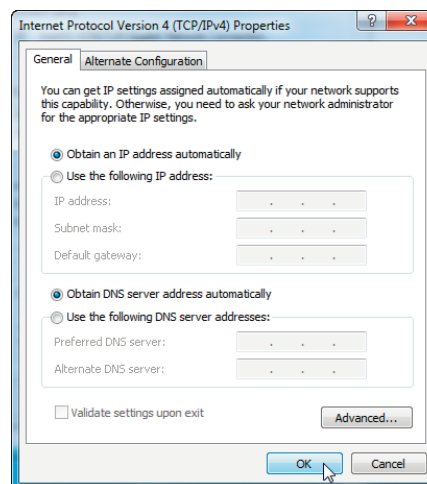 Internet Protocol Version 4 (TCP/IPv4) Properties
General
Alternate Configuration
You can get IP settings assigned automatically if your network supports
this capability. Otherwise, you need to ask your network administrator
for the appropriate IP settings.
Obtain an IP address automatically
Use the following IP address:
IP address:
Subnet mask:
Default gateway:
Obtain DNS server address automatically
Use the following DNS server addresses:
Preferred DNS server:
Alternate DNS server:
Validate settings upon exit
Advanced...
OK
Cancel